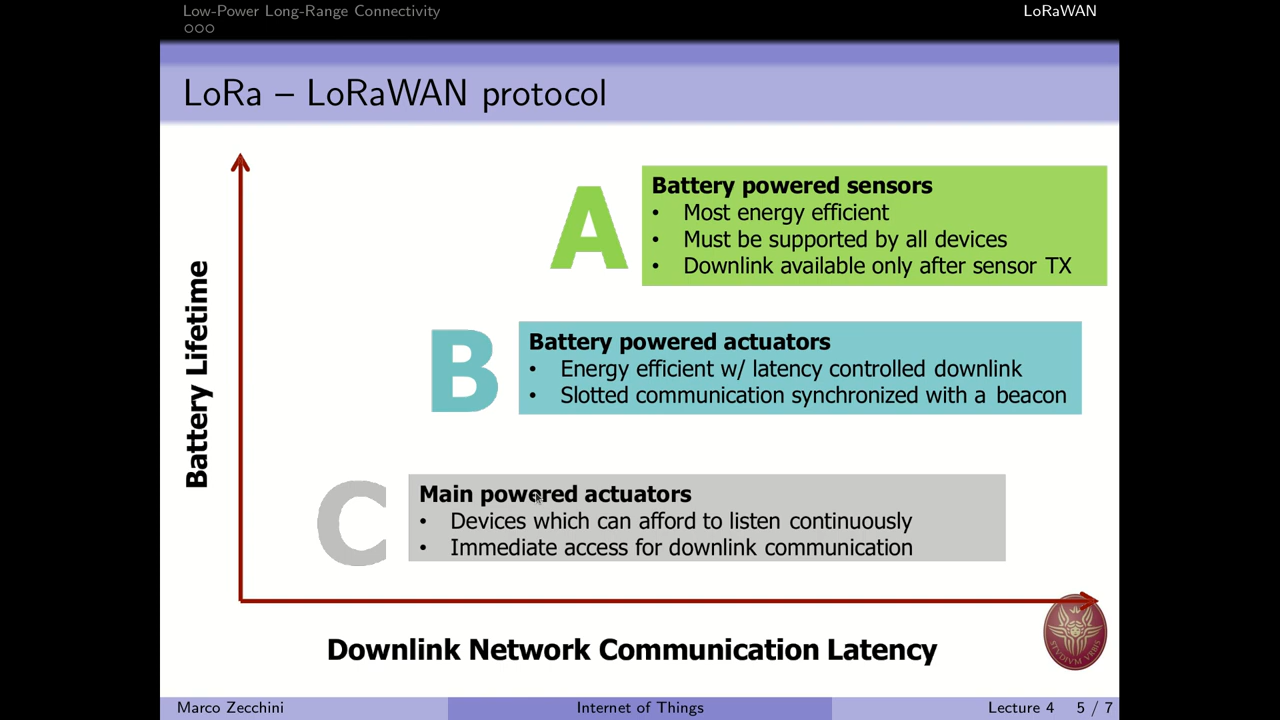 Low-Power Long-Range Connectivity
LoRaWAN
LoRa – LoRaWAN protocol
Battery Lifetime
A
Battery powered sensors
• Most energy efficient
• Must be supported by all devices
• Downlink available only after sensor TX
B
Battery powered actuators
• Energy efficient w/ latency controlled downlink
• Slotted communication synchronized with a beacon
C
Main powered actuators
• Devices which can afford to listen continuously
• Immediate access for downlink communication
Downlink Network Communication Latency
STVDIVM VRBIS
Marco Zecchini
Internet of Things
Lecture 4 5 / 7